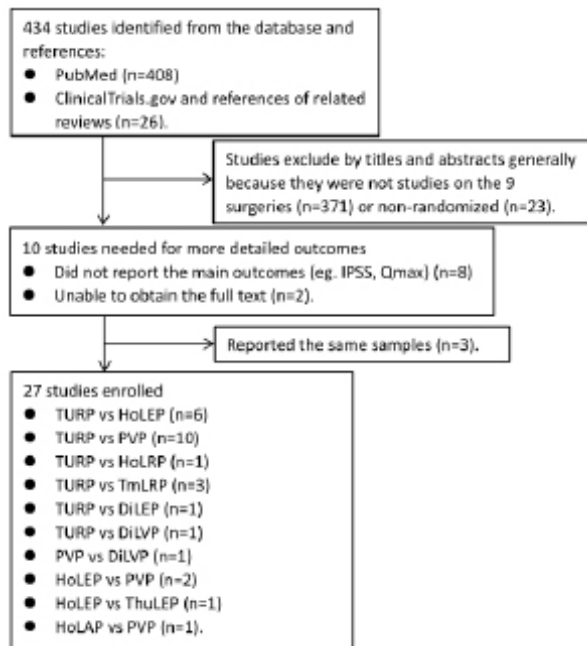 434 studies identified from the database and
references:
● PubMed (n=408)
● ClinicalTrials.gov and references of related
reviews (n=26).
Studies exclude by titles and abstracts generally
because they were not studies on the 9
surgeries (n=371) or non-randomized (n=23).
10 studies needed for more detailed outcomes
● Did not report the main outcomes (eg. IPSS, Qmax) (n=8)
● Unable to obtain the full text (n=2).
Reported the same samples (n=3).
27 studies enrolled
● TURP vs HoLEP (n=6)
● TURP vs PVP (n=10)
● TURP vs HoLRP (n=1)
● TURP vs TmLRP (n=3)
● TURP vs DiLEP (n=1)
● TURP vs DiLVP (n=1)
● PVP vs DiLVP (n=1)
● HoLEP vs PVP (n=2)
● HoLEP vs ThuLEP (n=1)
● HoLAP vs PVP (n=1).